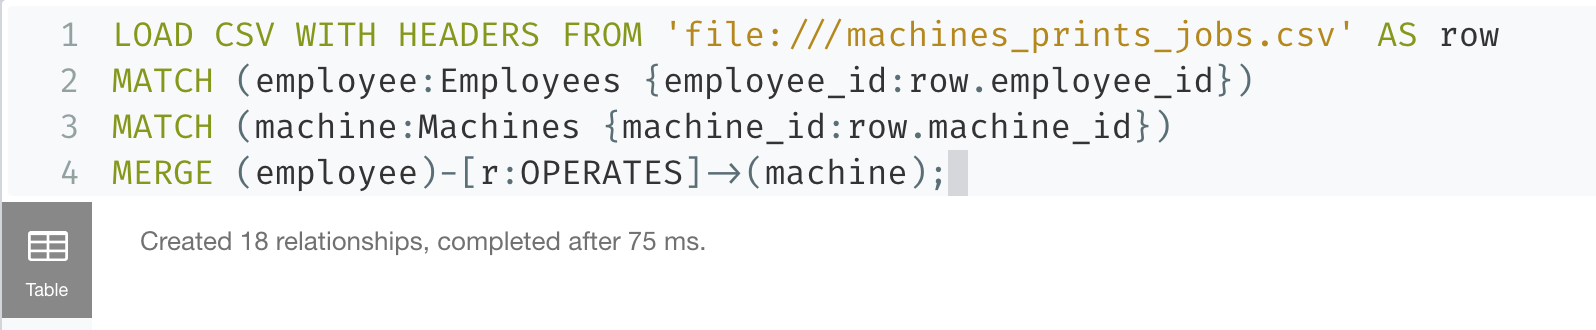 1 LOAD CSV WITH HEADERS FROM 'file:///machines_prints_jobs.csv' AS row
2 MATCH (employee:Employees {employee_id:row.employee_id})
3 MATCH (machine:Machines {machine_id:row.machine_id})
4 MERGE (employee)-[r:OPERATES]->(machine);
Created 18 relationships, completed after 75 ms.
Table